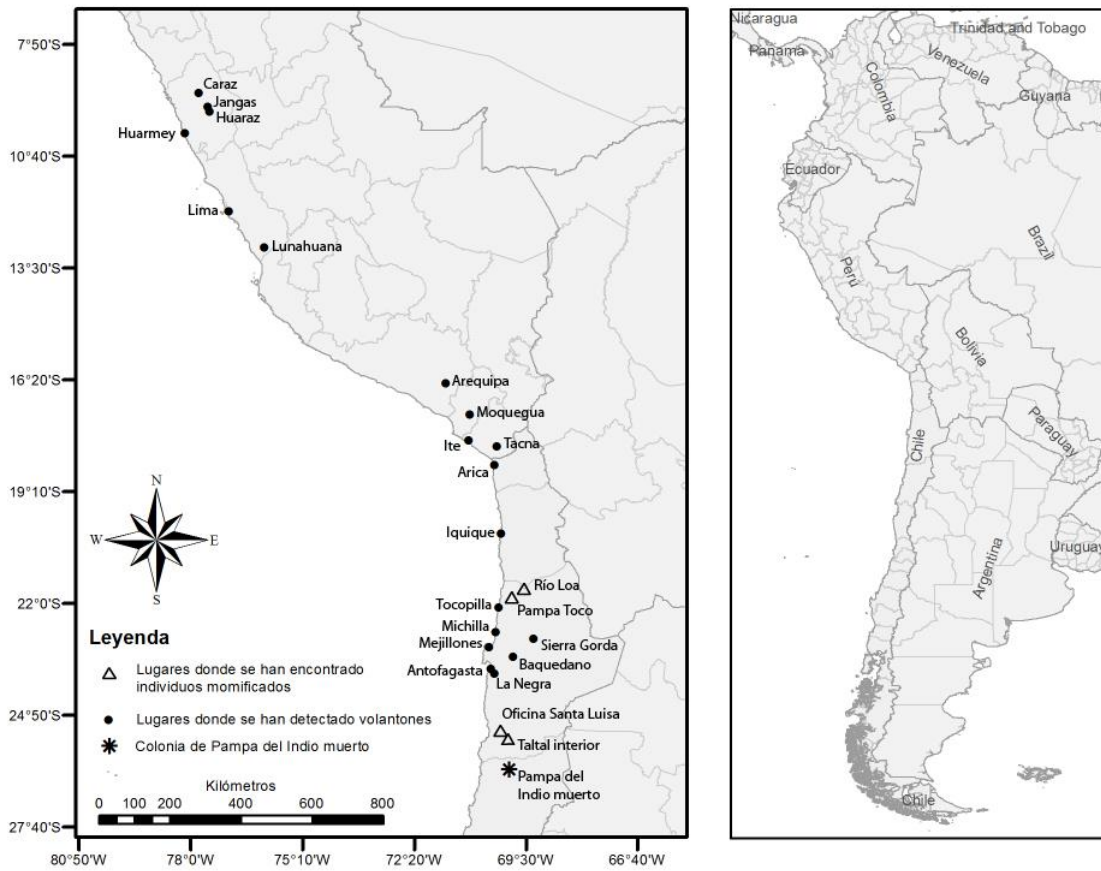 7°50'S
10°40'S
13°30'S
16°20'S
19°10'S
22°0'S
24°50'S
27°40'S
80°50'W
78°0'W
75°10'W
72°20'W
69°30'W
66°40'W
Caraz
Jangas
Huaraz
Huarmey
Lima
Lunahuana
Arequipa
Moquegua
Ite
Tacna
Arica
Iquique
Río Loa
Tocopilla
Pampa Toco
Michilla
Mejillones
Sierra Gorda
Baquedano
Antofagasta
La Negra
Oficina Santa Luisa
Taltal interior
Pampa del
Indio muerto
N
W
E
S
Leyenda
Lugares donde se han encontrado
individuos momificados
Lugares donde se han detectado volantones
Colonia de Pampa del Indio muerto
Kilómetros
0 100 200 400 600 800
Nicaragua
Panama
Trinidad and Tobago
Venezuela
Colombia
Guyana
Ecuador
Brazil
Perú
Bolivia
Paraguay
Chile
Argentina
Uruguay
Chile